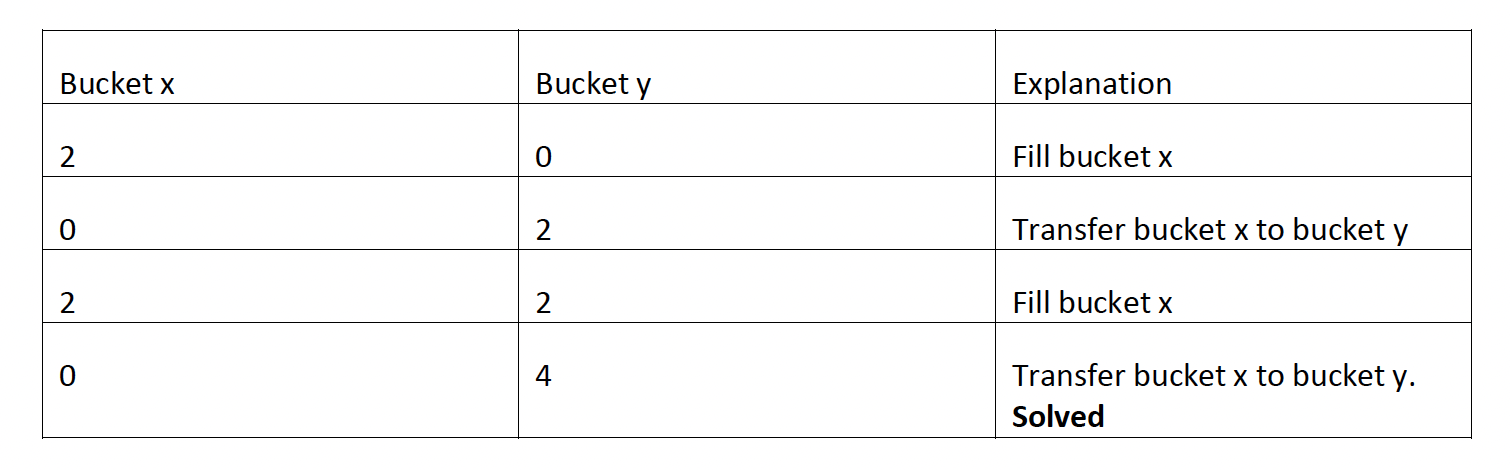 Bucket x Bucket y Explanation
2 0 Fill bucket x
0 2 Transfer bucket x to bucket y
2 2 Fill bucket x
0 4 Transfer bucket x to bucket y.
Solved